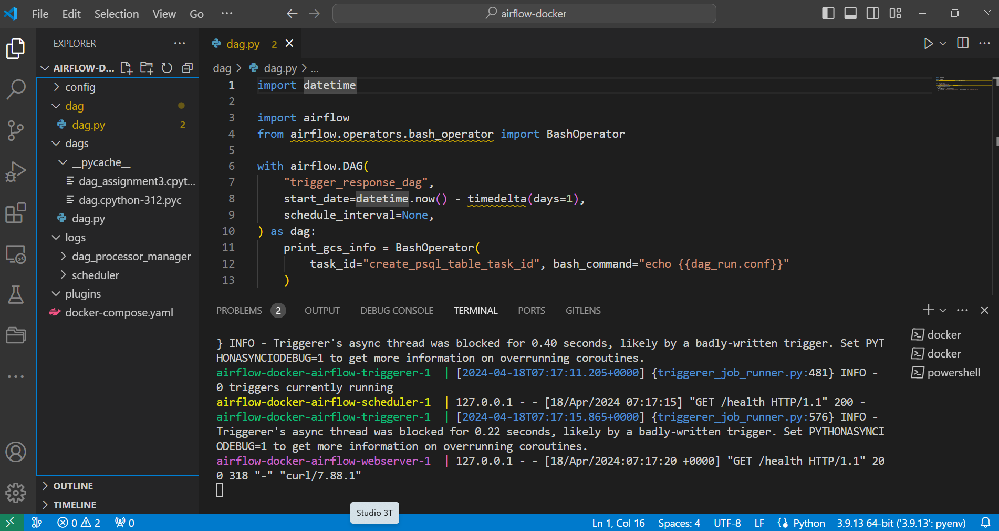 File Edit Selection View Go ... airflow-docker
EXPLORER ...
AIRFLOW-D...
config
dag
dag.py 2
dags
__pycache__
dag_assignment3.cpyt...
dag.cpython-312.pyc
dag.py
logs
dag_processor_manager
scheduler
plugins
docker-compose.yaml
OUTLINE
TIMELINE
dag.py 2
dag > dag.py > ...
1 import datetime
2
3 import airflow
4 from airflow.operators.bash_operator import BashOperator
5
6 with airflow.DAG(
7 "trigger_response_dag",
8 start_date=datetime.now() - timedelta(days=1),
9 schedule_interval=None,
10 ) as dag:
11 print_gcs_info = BashOperator(
12 task_id="create_psql_table_task_id", bash_command="echo {{dag_run.conf}}"
13 )
PROBLEMS 2 OUTPUT DEBUG CONSOLE TERMINAL PORTS GITLENS
} INFO - Triggerer's async thread was blocked for 0.40 seconds, likely by a badly-written trigger. Set PYT
HONASYNCIODEBUG=1 to get more information on overrunning coroutines.
airflow-docker-airflow-triggerer-1 | [2024-04-18T07:17:11.205+0000] {triggerer_job_runner.py:481} INFO -
0 triggers currently running
airflow-docker-airflow-scheduler-1 | 127.0.0.1 - - [18/Apr/2024 07:17:15] "GET /health HTTP/1.1" 200 -
airflow-docker-airflow-triggerer-1 | [2024-04-18T07:17:15.865+0000] {triggerer_job_runner.py:576} INFO -
Triggerer's async thread was blocked for 0.22 seconds, likely by a badly-written trigger. Set PYTHONASYNCI
ODEBUG=1 to get more information on overrunning coroutines.
airflow-docker-airflow-webserver-1 | 127.0.0.1 - - [18/Apr/2024:07:17:20 +0000] "GET /health HTTP/1.1" 20
0 318 "-" "curl/7.88.1"
docker
docker
powershell
Studio 3T
0 2 0 Ln 1, Col 16 Spaces: 4 UTF-8 LF Python 3.9.13 64-bit ('3.9.13': pyenv)